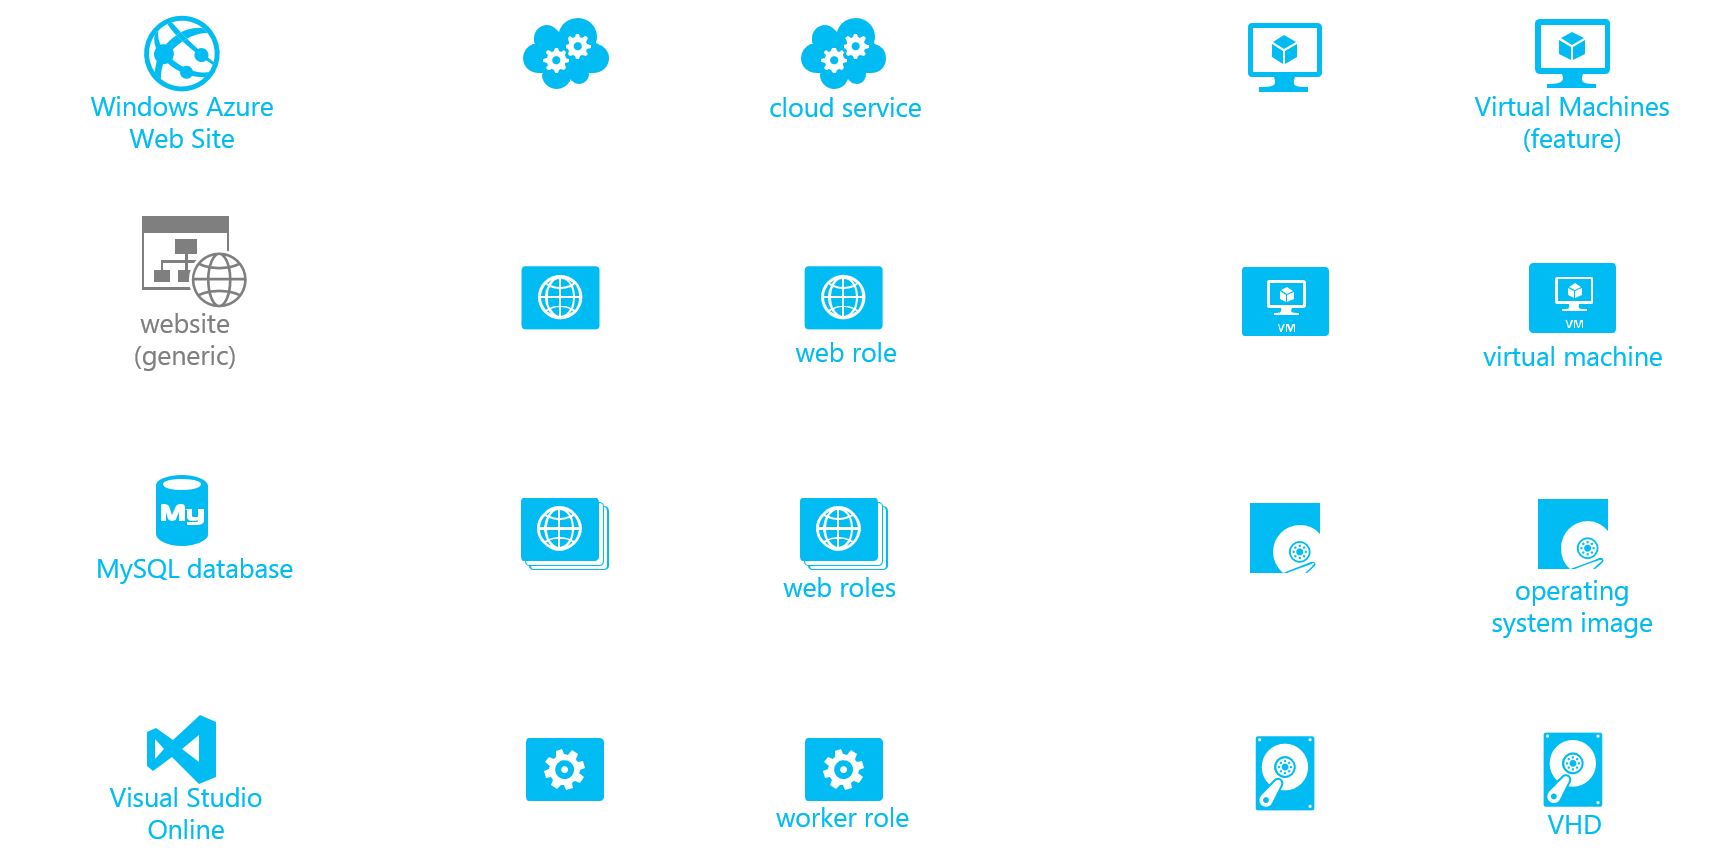 Windows Azure
Web Site
cloud service
Virtual Machines
(feature)
website
(generic)
web role
VM
VM
virtual machine
My
MySQL database
web roles
operating
system image
Visual Studio
Online
worker role
VHD